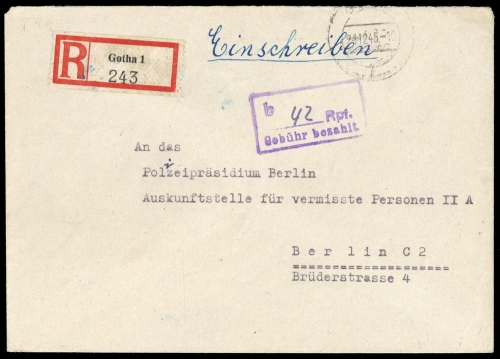 Einschreiben
R
Gotha 1
243
b 42 Rpf.
Gebühr bezahlt
An das
Polizeipräsidium Berlin
Auskunftstelle für vermisste Personen II A
Berlin C2
====================
Brüderstrasse 4